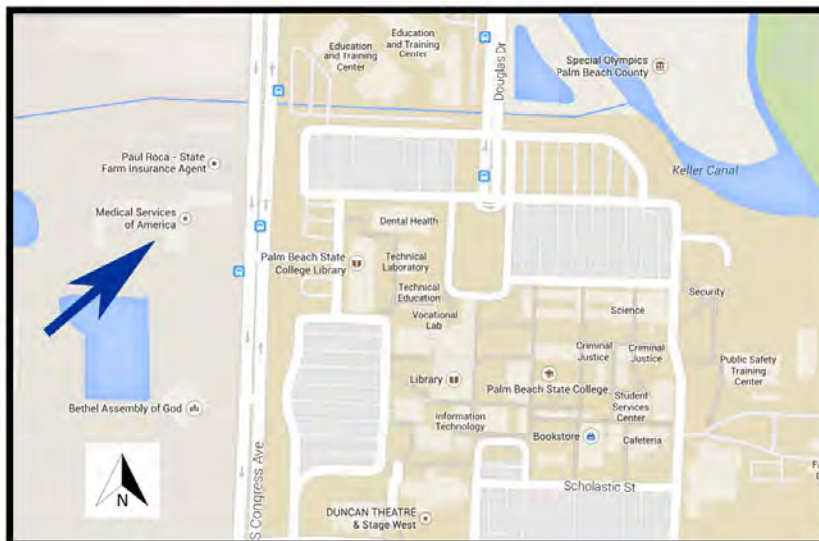 Education
and Training
Center
Education
and Training
Center
Douglas Dr
Special Olympics
Palm Beach County
Paul Roca - State
Farm Insurance Agent
Keller Canal
Medical Services
of America
Dental Health
Palm Beach State
College Library
Technical
Laboratory
Technical
Education
Vocational
Lab
Security
Science
Criminal
Justice
Criminal
Justice
Public Safety
Training
Center
Library
Palm Beach State College
Student
Services
Center
Bethel Assembly of God
Information
Technology
Bookstore
Cafeteria
N
S Congress Ave
Scholastic St
DUNCAN THEATRE
& Stage West